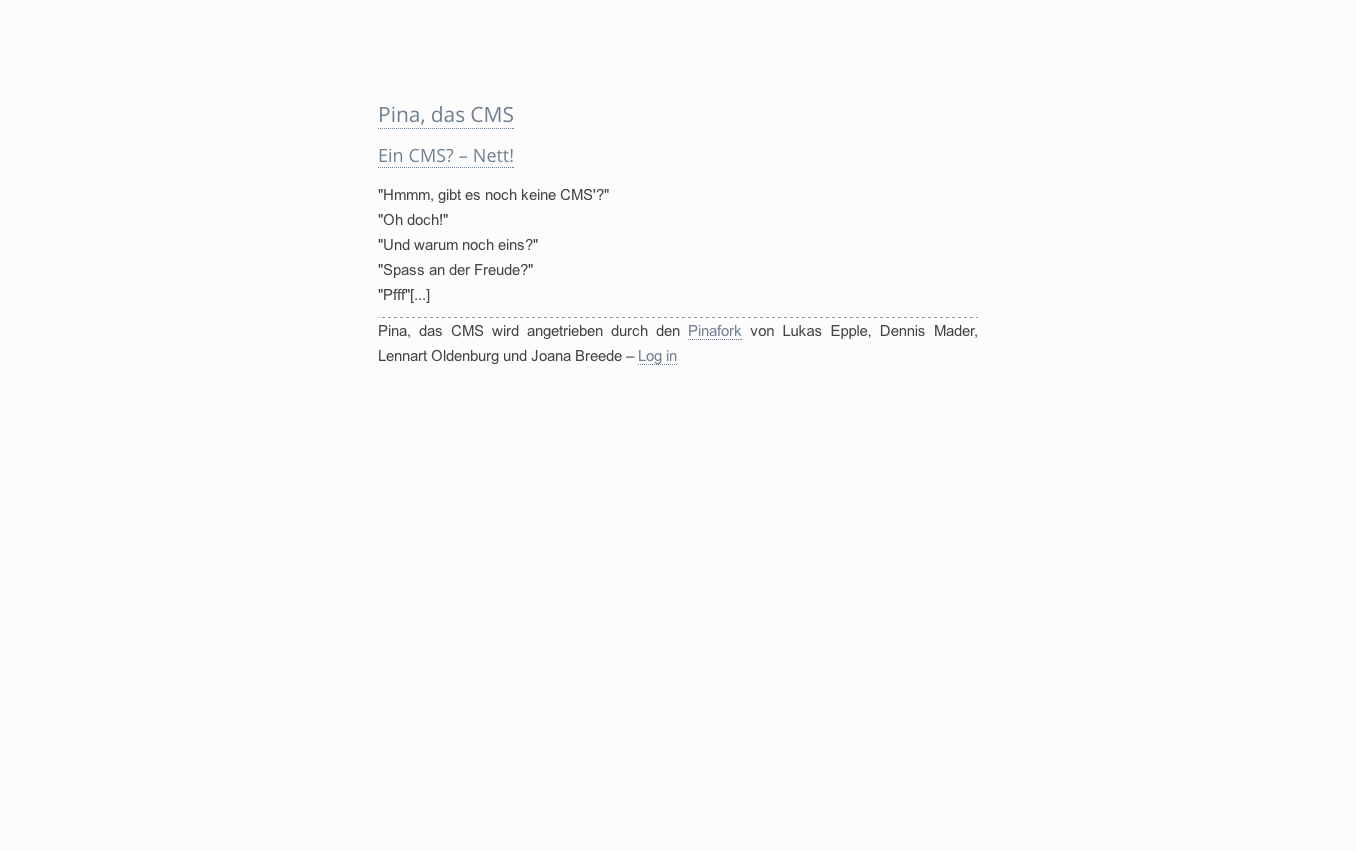 Pina, das CMS
Ein CMS? – Nett!
"Hmmm, gibt es noch keine CMS'?"
"Oh doch!"
"Und warum noch eins?"
"Spass an der Freude?"
"Pfff"[...]
Pina, das CMS wird angetrieben durch den Pinafork von Lukas Epple, Dennis Mader,
Lennart Oldenburg und Joana Breede – Log in